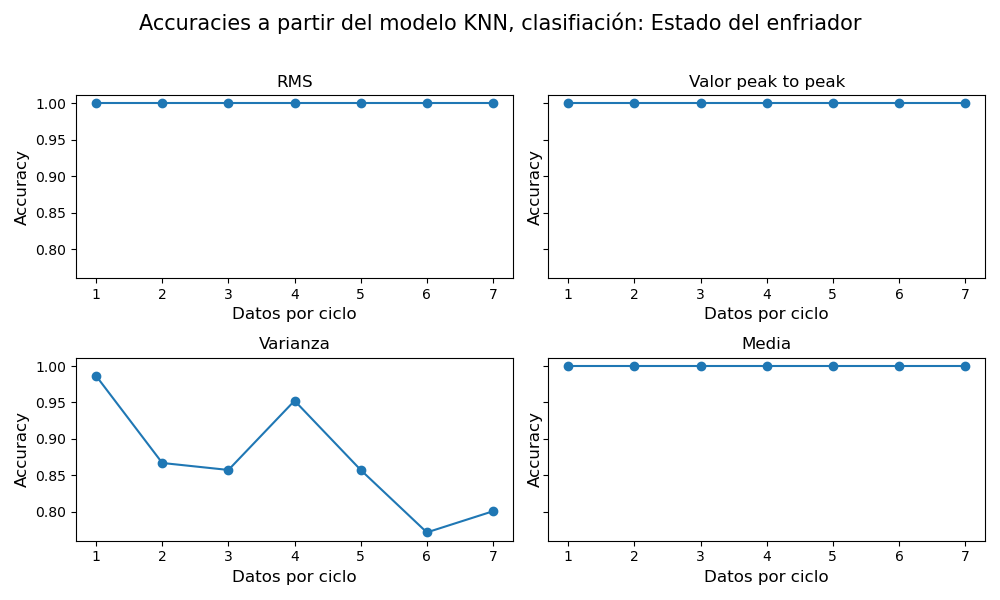 Accuracies a partir del modelo KNN, clasifiación: Estado del enfriador
RMS
Accuracy
1.00
0.95
0.90
0.85
0.80
1 2 3 4 5 6 7
Datos por ciclo
Valor peak to peak
Accuracy
1 2 3 4 5 6 7
Datos por ciclo
Varianza
Accuracy
1.00
0.95
0.90
0.85
0.80
1 2 3 4 5 6 7
Datos por ciclo
Media
Accuracy
1 2 3 4 5 6 7
Datos por ciclo